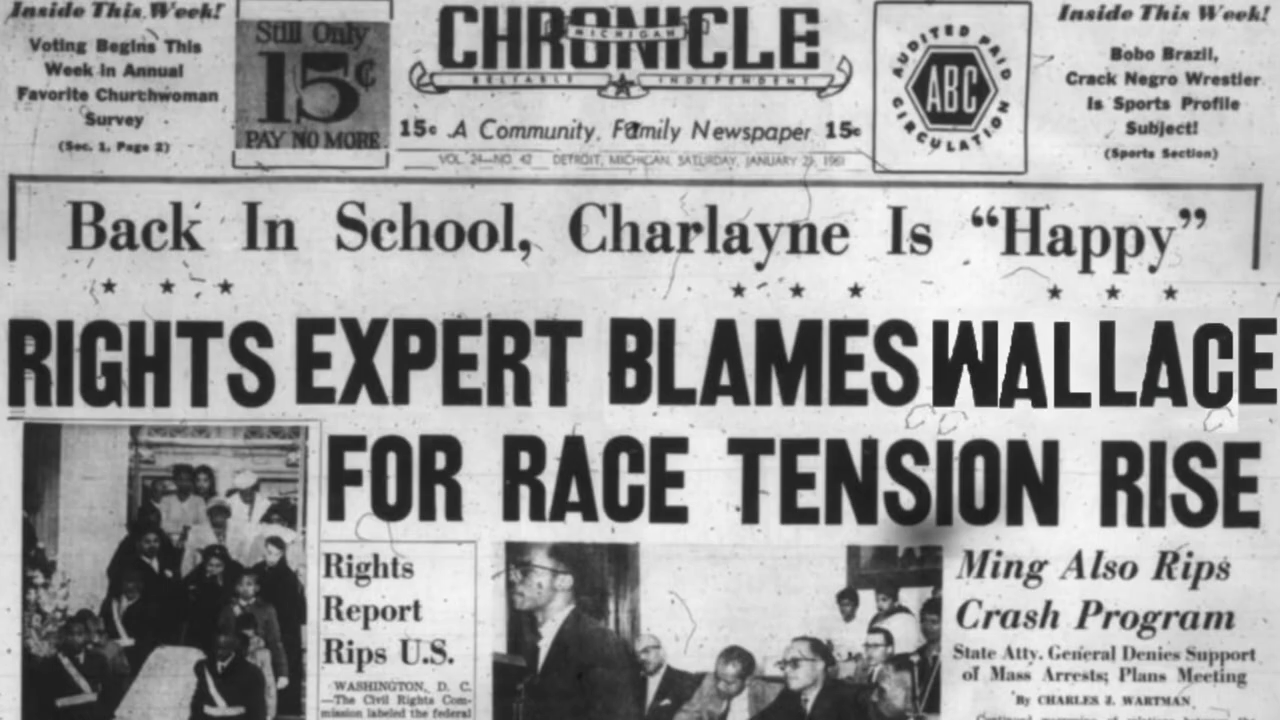 Inside This Week!
Voting Begins This
Week in Annual
Favorite Churchwoman
Survey
(Sec. 1, Page 2)
Still Only
15¢
PAY NO MORE
CHRONICLE
MICHIGAN
RELIABLE INDEPENDENT
15c A Community, Family Newspaper 15c
VOL. 24—NO. 42 DETROIT, MICHIGAN, SATURDAY, JANUARY
AUDITED PAID
ABC
CIRCULATION
Inside This Week!
Bobo Brazil,
Crack Negro Wrestler
Is Sports Profile
Subject!
(Sports Section)
Back In School, Charlayne Is “Happy”
RIGHTS EXPERT BLAMES WALLACE
FOR RACE TENSION RISE
Rights
Report
Rips U.S.
WASHINGTON, D. C.
—The Civil Rights Com-
mission labeled the federal
Ming Also Rips
Crash Program
State Atty. General Denies Support
of Mass Arrests; Plans Meeting
By CHARLES J. WARTMAN